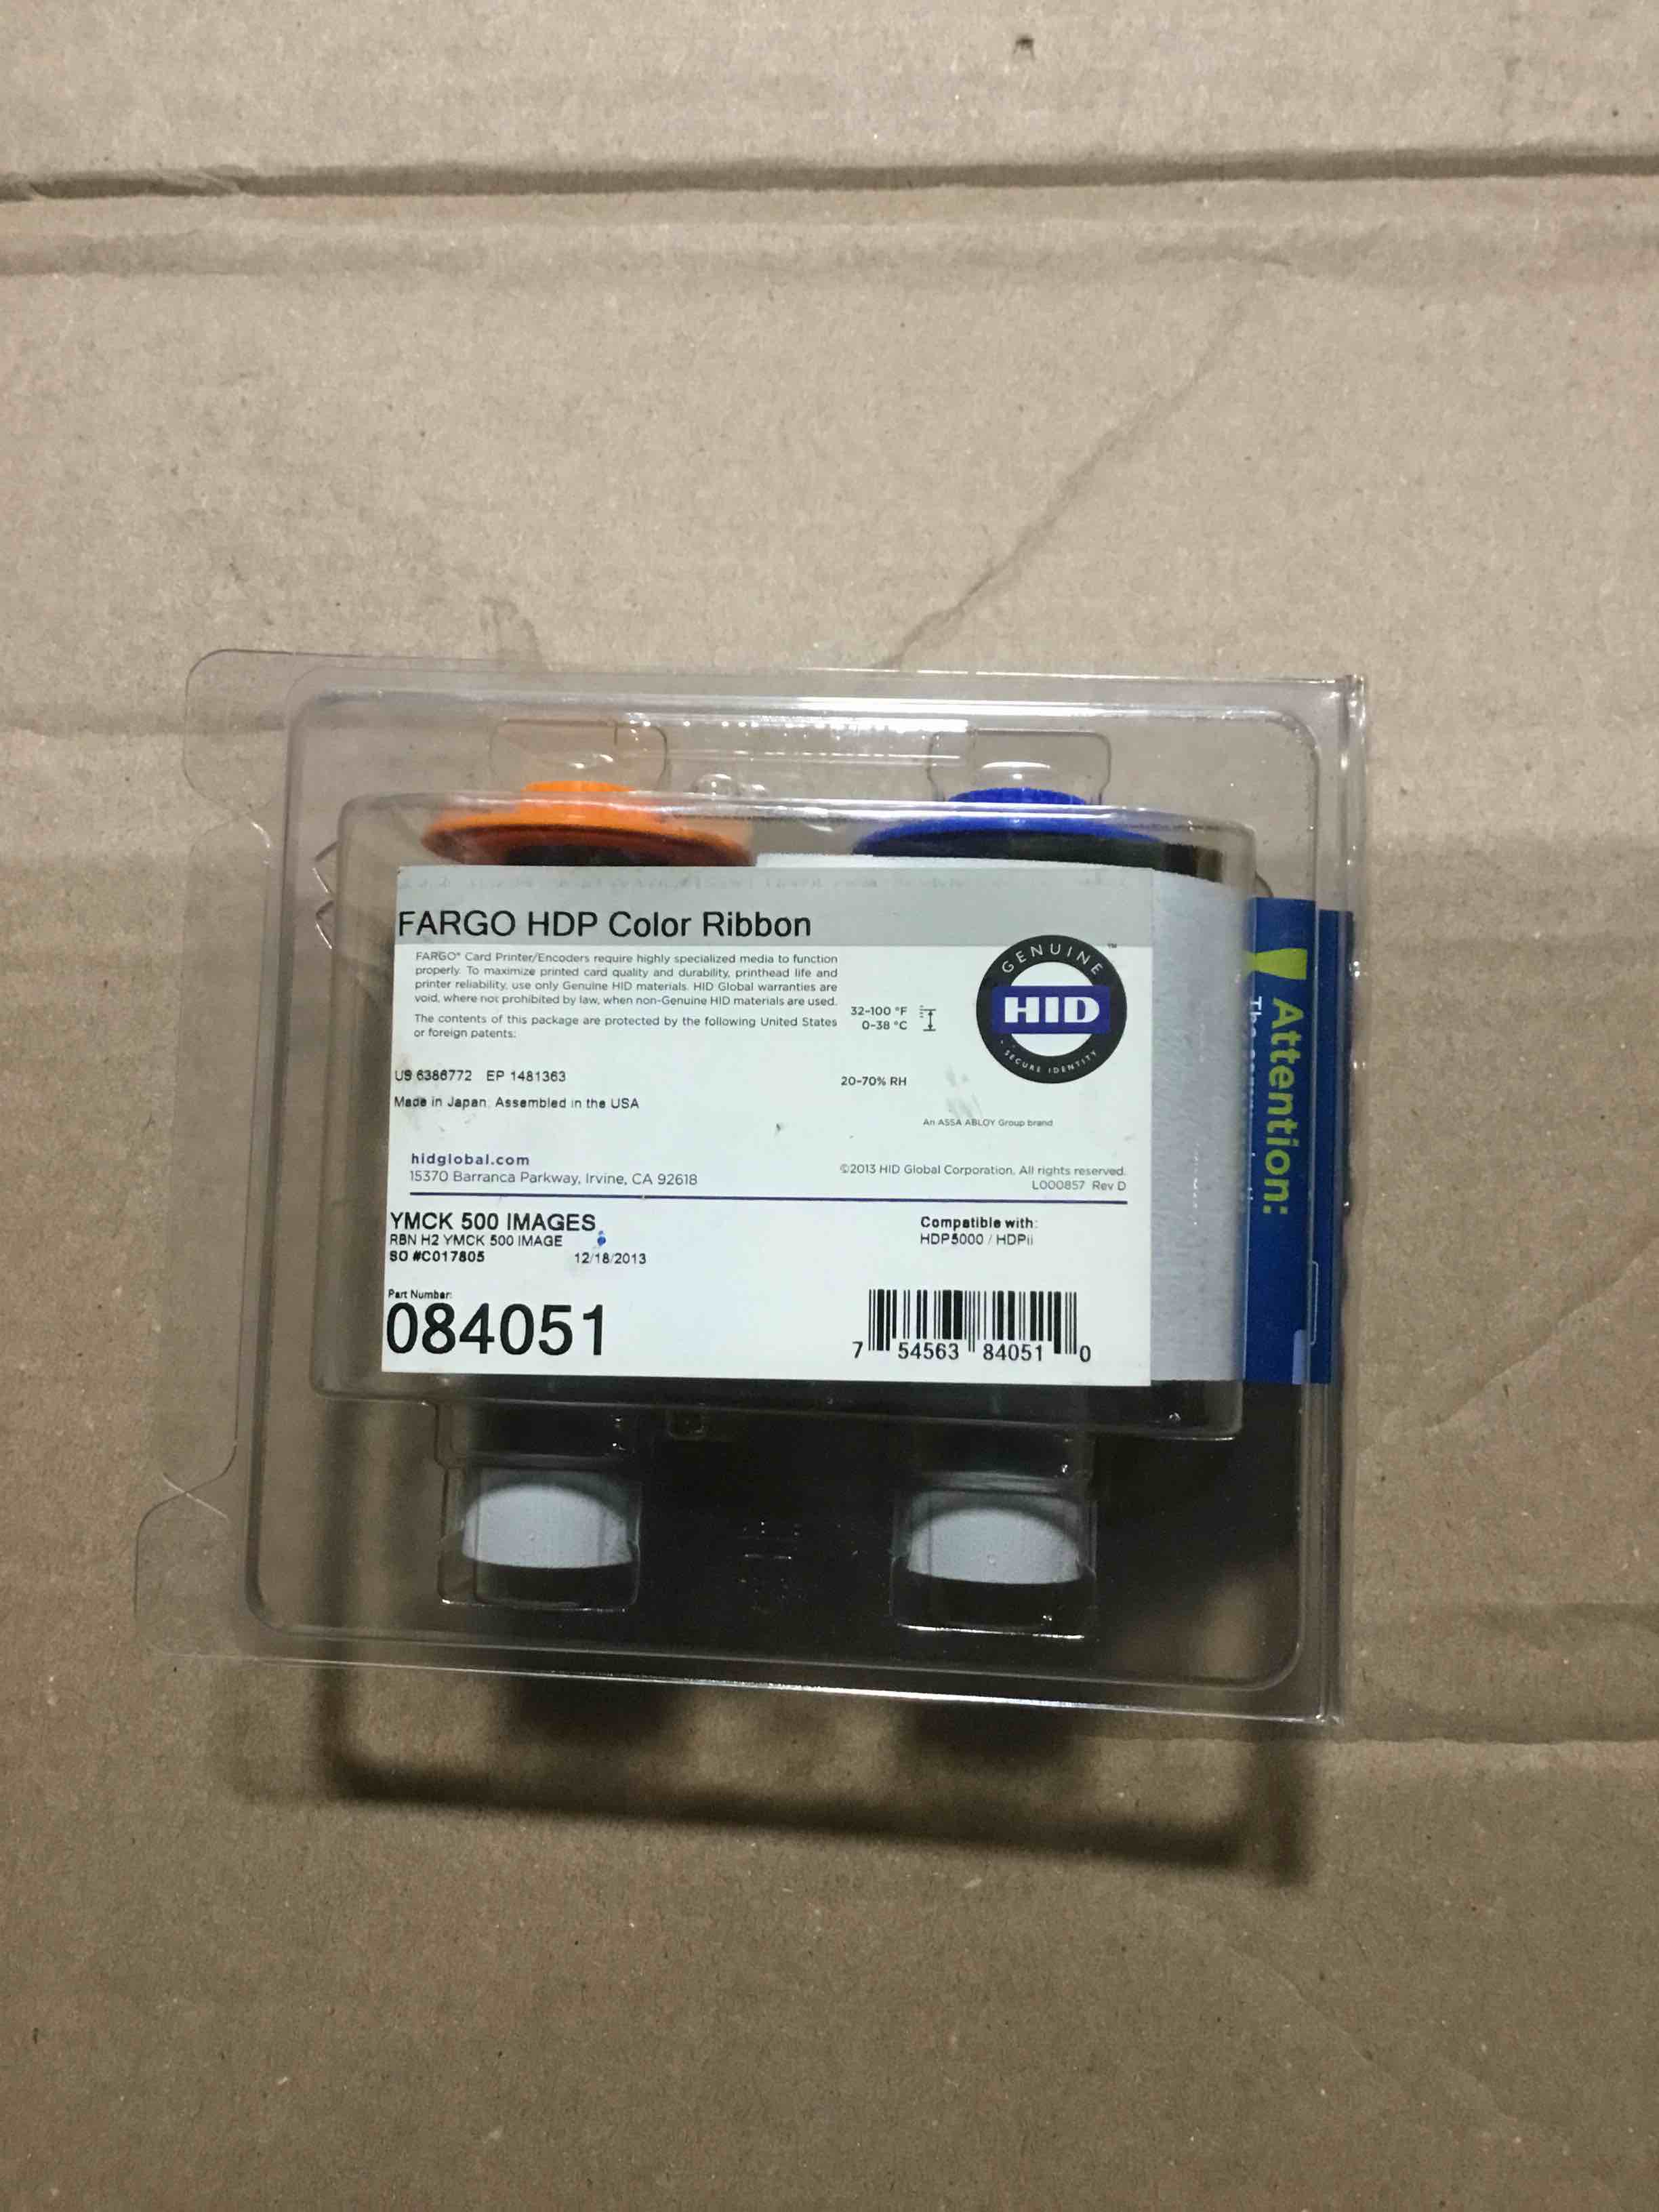 FARGO HDP Color Ribbon
FARGO® Card Printer/Encoders require highly specialized media to function
properly. To maximize printed card quality and durability, printhead life and
printer reliability, use only Genuine HID materials. HID Global warranties are
void, where not prohibited by law, when non-Genuine HID materials are used.
The contents of this package are protected by the following United States
or foreign patents:
32-100 °F
0-38 °C
GENUINE
HID
™
SECURE IDENTITY
US 6386772 EP 1481363
20-70% RH
Made in Japan. Assembled in the USA
An ASSA ABLOY Group brand
hidglobal.com
15370 Barranca Parkway, Irvine, CA 92618
©2013 HID Global Corporation. All rights reserved.
L000857 Rev D
YMCK 500 IMAGES
RBN H2 YMCK 500 IMAGE
SO #C017805 12/18/2013
Compatible with:
HDP5000 / HDPii
Part Number:
084051
7 54563 84051 0
Attention: